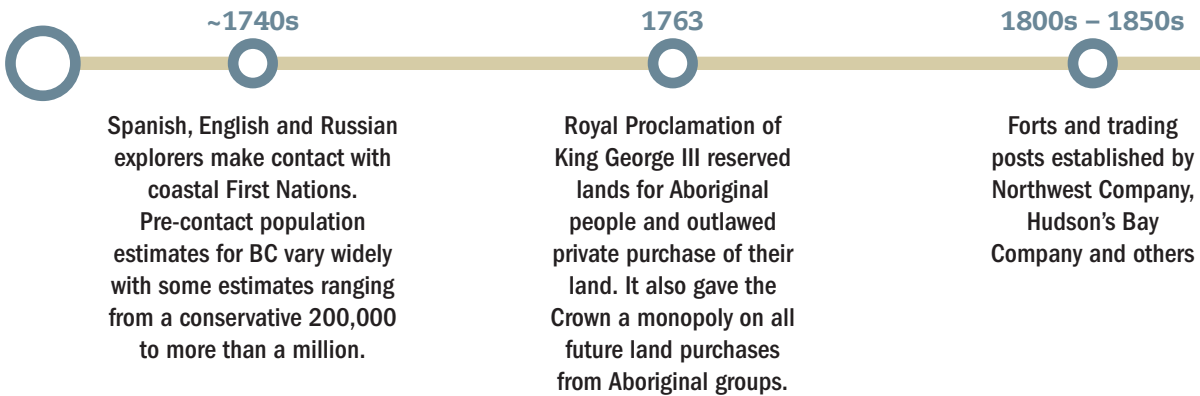 ~1740s
Spanish, English and Russian
explorers make contact with
coastal First Nations.
Pre-contact population
estimates for BC vary widely
with some estimates ranging
from a conservative 200,000
to more than a million.
1763
Royal Proclamation of
King George III reserved
lands for Aboriginal
people and outlawed
private purchase of their
land. It also gave the
Crown a monopoly on all
future land purchases
from Aboriginal groups.
1800s – 1850s
Forts and trading
posts established by
Northwest Company,
Hudson's Bay
Company and others